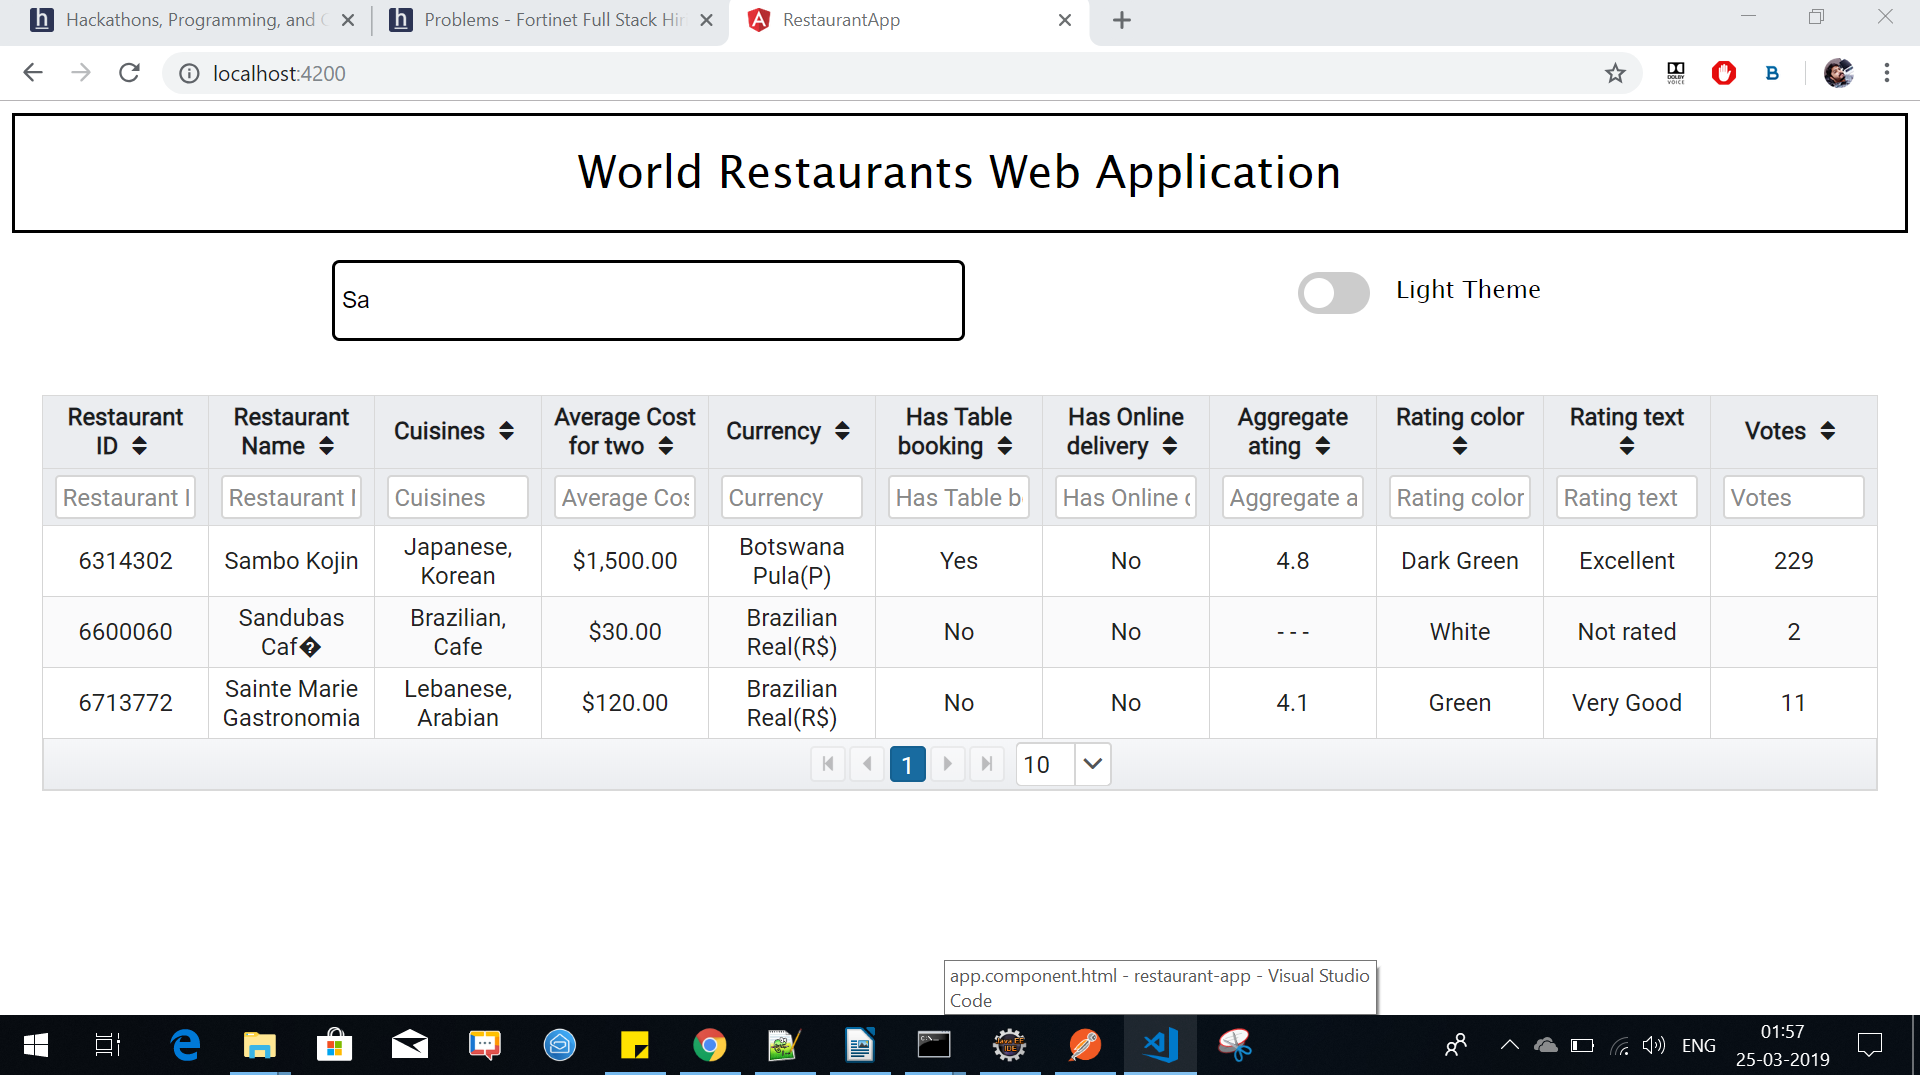 Hackathons, Programming, and
Problems - Fortinet Full Stack Hir
RestaurantApp
localhost:4200
World Restaurants Web Application
Sa
Light Theme
Restaurant ID
Restaurant Name
Cuisines
Average Cost for two
Currency
Has Table booking
Has Online delivery
Aggregate ating
Rating color
Rating text
Votes
Restaurant I
Restaurant
Cuisines
Average Cos
Currency
Has Table b
Has Online
Aggregate a
Rating color
Rating text
Votes
6314302 Sambo Kojin Japanese, Korean $1,500.00 Botswana Pula(P) Yes No 4.8 Dark Green Excellent 229
6600060 Sandubas Caf� Brazilian, Cafe $30.00 Brazilian Real(R$) No No - - - White Not rated 2
6713772 Sainte Marie Gastronomia Lebanese, Arabian $120.00 Brazilian Real(R$) No No 4.1 Green Very Good 11
1
10
app.component.html - restaurant-app - Visual Studio
Code
ENG
01:57
25-03-2019